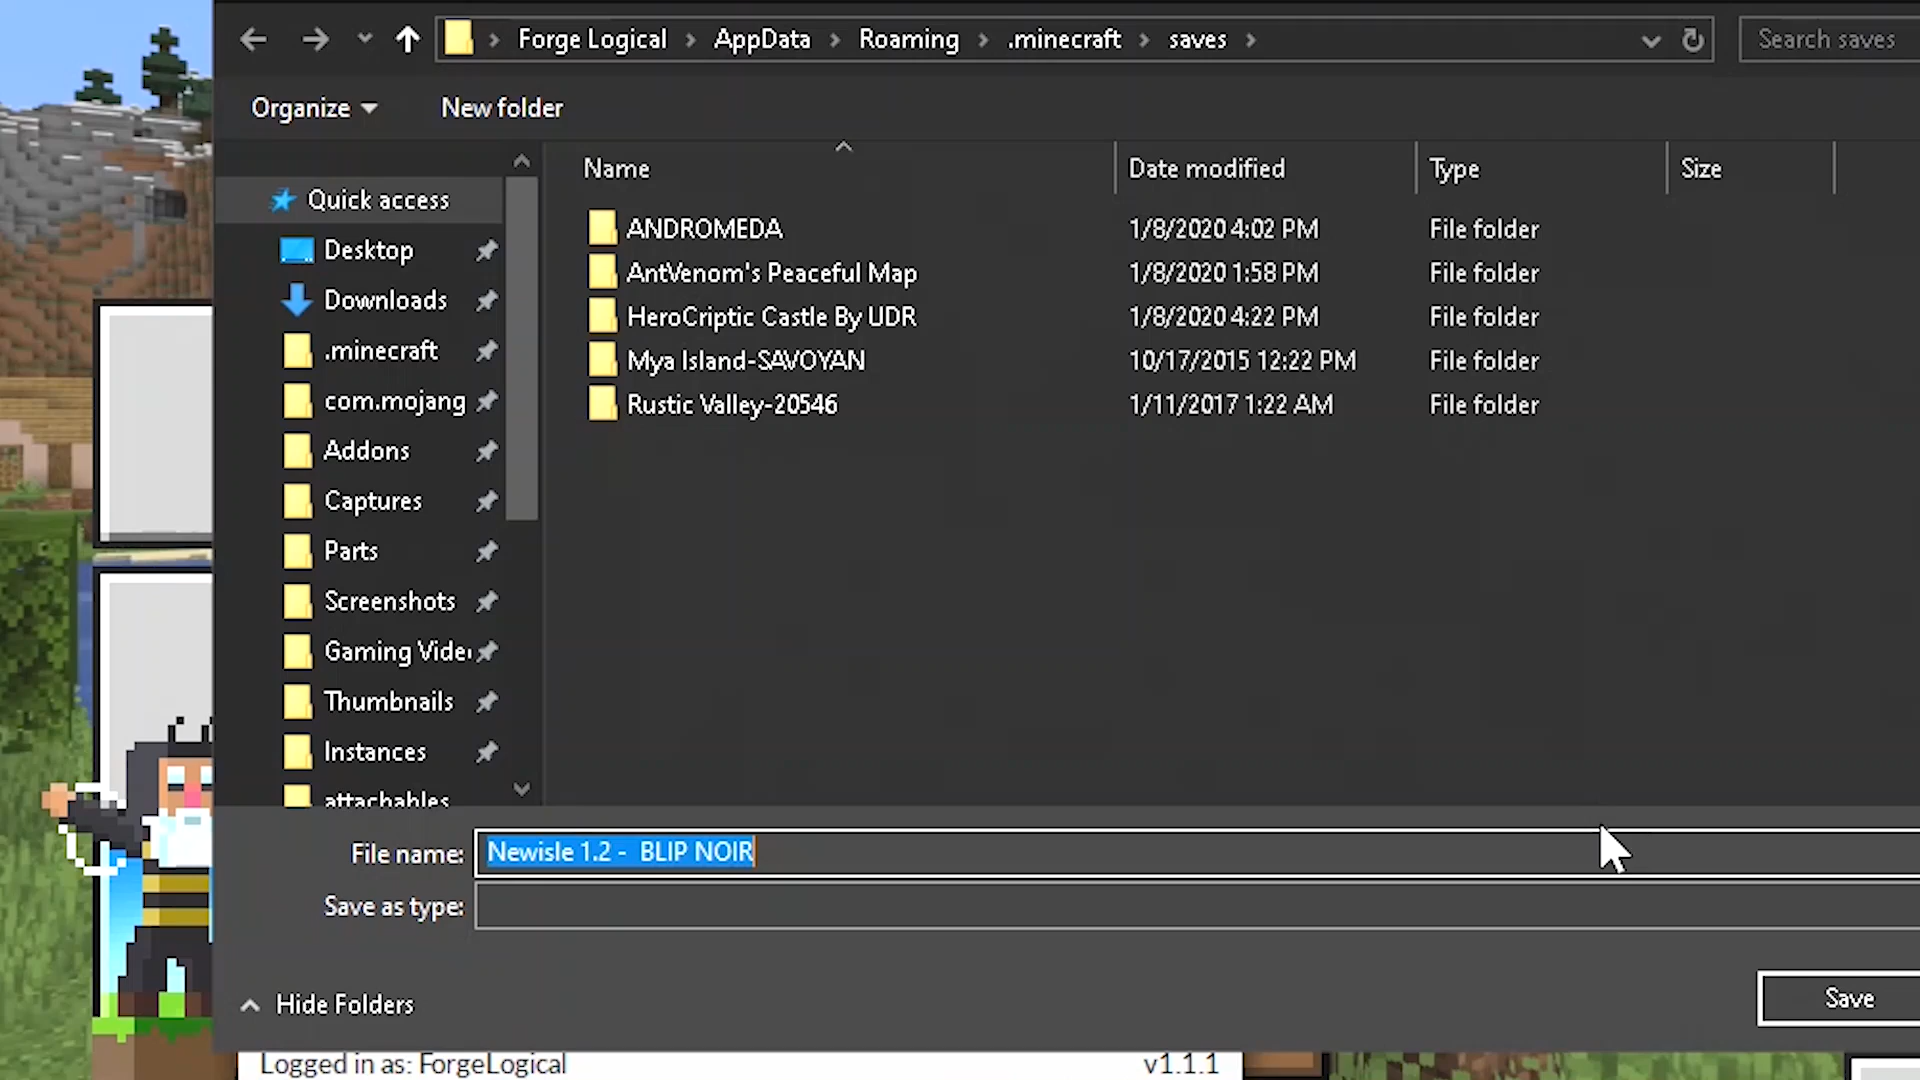 Forge Logical AppData Roaming .minecraft saves Search saves
Organize New folder
Name Date modified Type Size
Quick access
Desktop
Downloads
.minecraft
com.mojang
Addons
Captures
Parts
Screenshots
Gaming Vide
Thumbnails
Instances
attachables
ANDROMEDA 1/8/2020 4:02 PM File folder
AntVenom's Peaceful Map 1/8/2020 1:58 PM File folder
HeroCriptic Castle By UDR 1/8/2020 4:22 PM File folder
Mya Island-SAVOYAN 10/17/2015 12:22 PM File folder
Rustic Valley-20546 1/11/2017 1:22 AM File folder
File name: Newisle 1.2 -  BLIP NOIR
Save as type:
Hide Folders Save
Logged in as: ForgeLogical v1.1.1